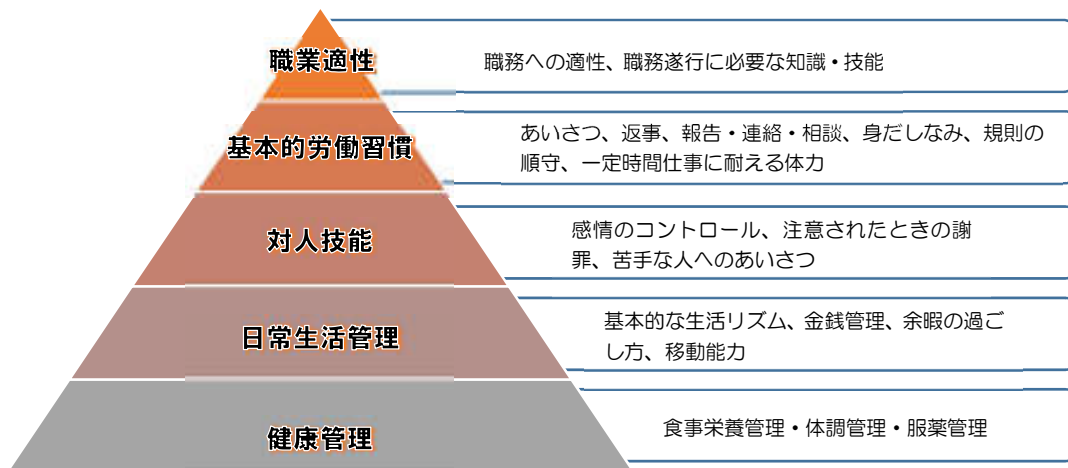 職業適性
職務への適性、職務遂行に必要な知識・技能
基本的労働習慣
あいさつ、返事、報告・連絡・相談、身だしなみ、規則の
順守、一定時間仕事に耐える体力
対人技能
感情のコントロール、注意されたときの謝
罪、苦手な人へのあいさつ
日常生活管理
基本的な生活リズム、金銭管理、余暇の過ご
し方、移動能力
健康管理
食事栄養管理・体調管理・服薬管理